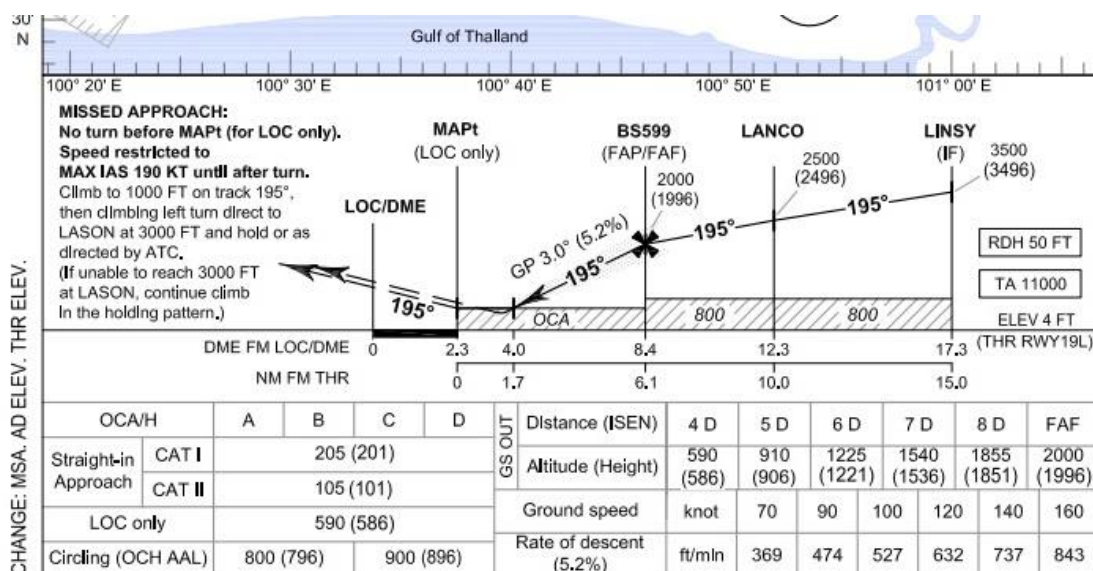 30'
N
Gulf of Thailand
100° 20' E
100° 30' E
100° 40' E
100° 50' E
101° 00' E
MISSED APPROACH:
No turn before MAPt (for LOC only).
Speed restricted to
MAX IAS 190 KT until after turn.
Climb to 1000 FT on track 195°,
then climbing left turn direct to
LASON at 3000 FT and hold or as
directed by ATC.
(If unable to reach 3000 FT
at LASON, continue climb
in the holding pattern.)
LOC/DME
MAPt
(LOC only)
BS599
(FAP/FAF)
LANCO
LINSY
(IF)
2000
(1996)
2500
(2496)
3500
(3496)
GP 3.0° (5.2%)
195°
195°
195°
195°
OCA
800
800
RDH 50 FT
TA 11000
ELEV 4 FT
(THR RWY19L)
DME FM LOC/DME 0 2.3 4.0 8.4 12.3 17.3
NM FM THR 0 1.7 6.1 10.0 15.0
CHANGE: MSA. AD ELEV. THR ELEV.
OCA/H A B C D
Straight-in
Approach
CAT I 205 (201)
CAT II 105 (101)
LOC only 590 (586)
Circling (OCH AAL) 800 (796) 900 (896)
GS OUT
Distance (ISEN) 4 D 5 D 6 D 7 D 8 D FAF
Altitude (Height) 590 910 1225 1540 1855 2000
(586) (906) (1221) (1536) (1851) (1996)
Ground speed knot 70 90 100 120 140 160
Rate of descent
(5.2%)
ft/min 369 474 527 632 737 843